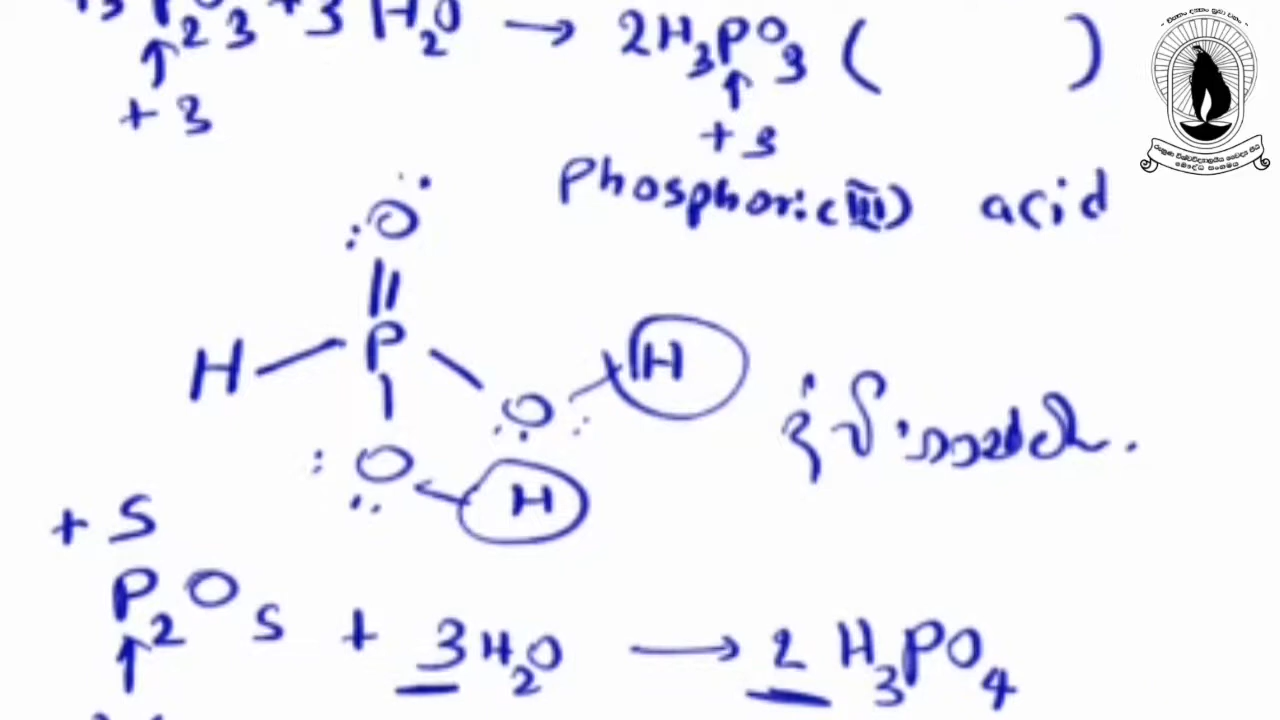 P₂O₃ + 3 H₂O → 2H₃PO₃ ( )
+3 +3
Phosphoric(III) acid
O
H P O H
O H
ද්වි භාෂ්මික.
+5
P₂O₅ + 3H₂O → 2 H₃PO₄